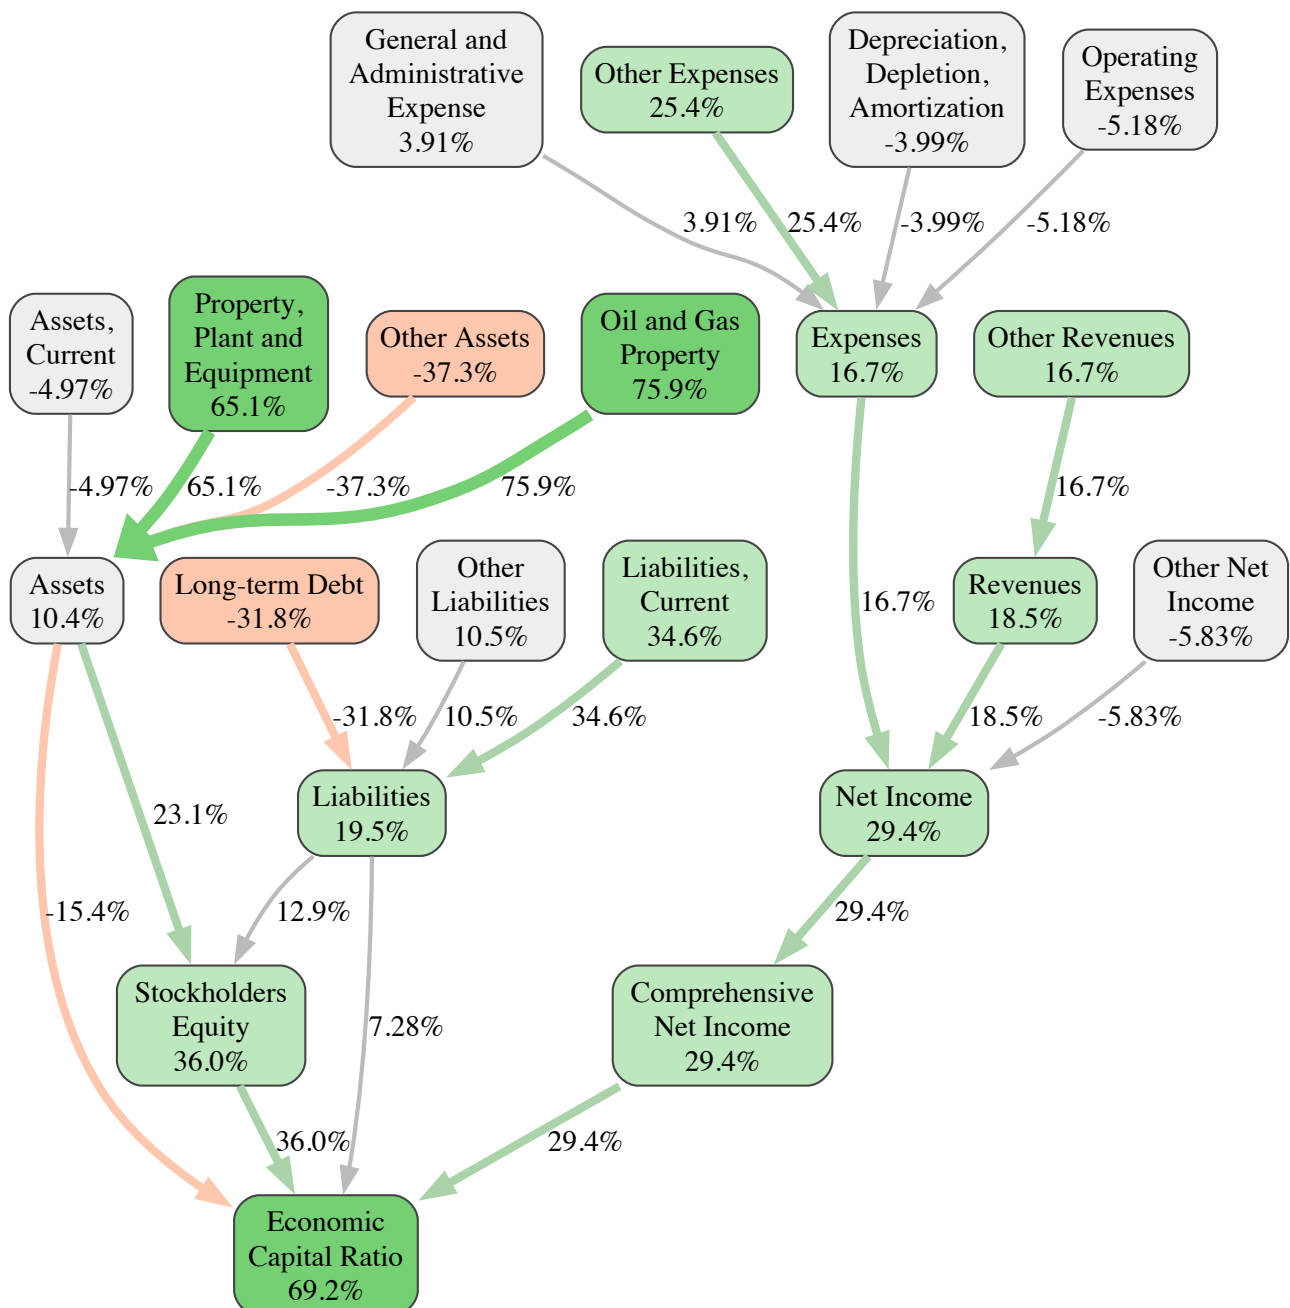 General and
Administrative
Expense
3.91%
Other Expenses
25.4%
Depreciation,
Depletion,
Amortization
-3.99%
Operating
Expenses
-5.18%
3.91%
25.4%
-3.99%
-5.18%
Assets,
Current
-4.97%
Property,
Plant and
Equipment
65.1%
Other Assets
-37.3%
Oil and Gas
Property
75.9%
Expenses
16.7%
Other Revenues
16.7%
-4.97%
65.1%
-37.3%
75.9%
16.7%
Assets
10.4%
Long-term Debt
-31.8%
Other
Liabilities
10.5%
Liabilities,
Current
34.6%
16.7%
Revenues
18.5%
Other Net
Income
-5.83%
-31.8%
10.5%
34.6%
18.5%
-5.83%
23.1%
Liabilities
19.5%
Net Income
29.4%
-15.4%
12.9%
29.4%
Stockholders
Equity
36.0%
7.28%
Comprehensive
Net Income
29.4%
36.0%
29.4%
Economic
Capital Ratio
69.2%